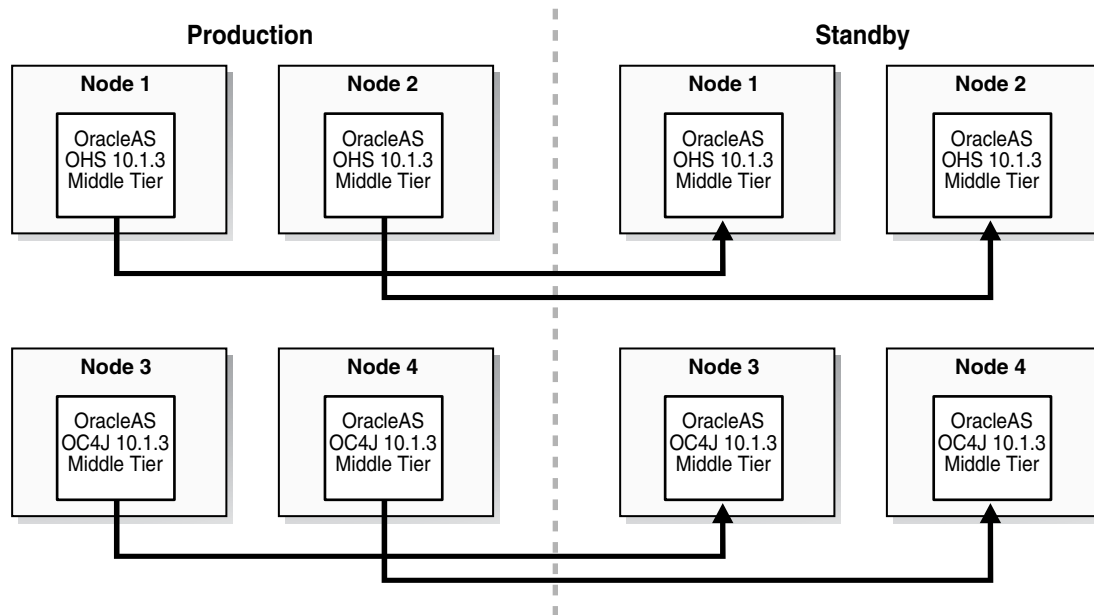 Production
Standby
Node 1
OracleAS
OHS 10.1.3
Middle Tier
Node 2
OracleAS
OHS 10.1.3
Middle Tier
Node 1
OracleAS
OHS 10.1.3
Middle Tier
Node 2
OracleAS
OHS 10.1.3
Middle Tier
Node 3
OracleAS
OC4J 10.1.3
Middle Tier
Node 4
OracleAS
OC4J 10.1.3
Middle Tier
Node 3
OracleAS
OC4J 10.1.3
Middle Tier
Node 4
OracleAS
OC4J 10.1.3
Middle Tier